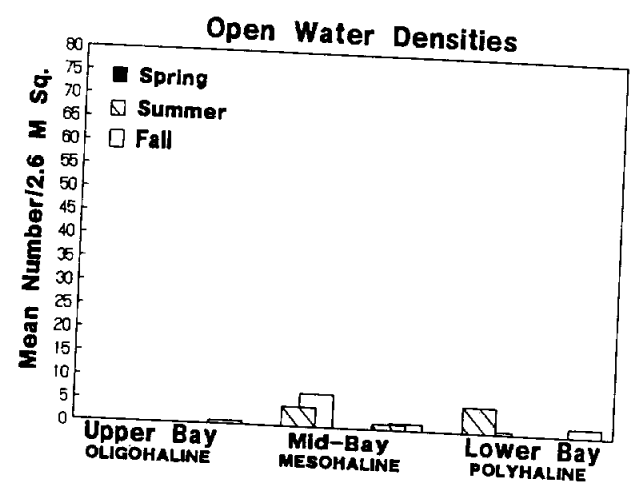 Open Water Densities
Mean Number/2.6 M Sq.
80
75
70
65
60
55
50
45
40
35
30
25
20
15
10
5
0
Spring
Summer
Fall
Upper Bay
OLIGOHALINE
Mid-Bay
MESOHALINE
Lower Bay
POLYHALINE